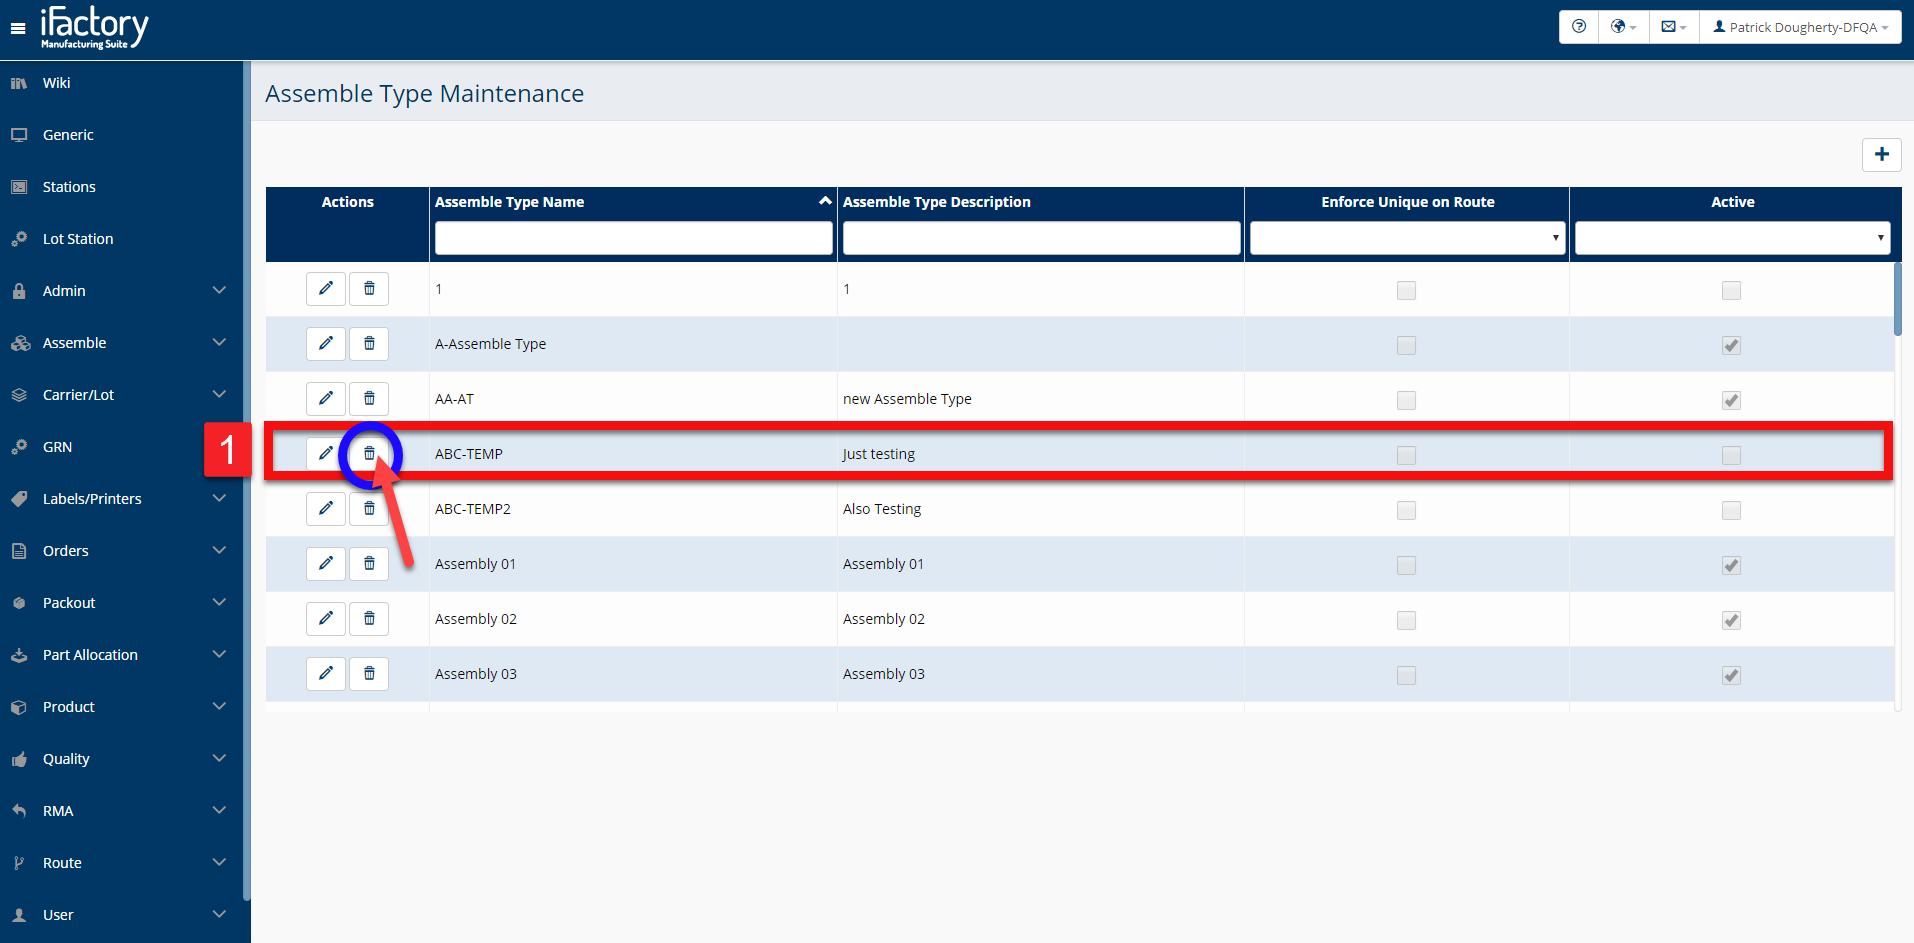 iFactory
Manufacturing Suite
Patrick Dougherty-DFQA
Wiki
Generic
Stations
Lot Station
Admin
Assemble
Carrier/Lot
GRN
Labels/Printers
Orders
Packout
Part Allocation
Product
Quality
RMA
Route
User
Assemble Type Maintenance
Actions Assemble Type Name Assemble Type Description Enforce Unique on Route Active
1 1
A-Assemble Type
AA-AT new Assemble Type
1 ABC-TEMP Just testing
ABC-TEMP2 Also Testing
Assembly 01 Assembly 01
Assembly 02 Assembly 02
Assembly 03 Assembly 03